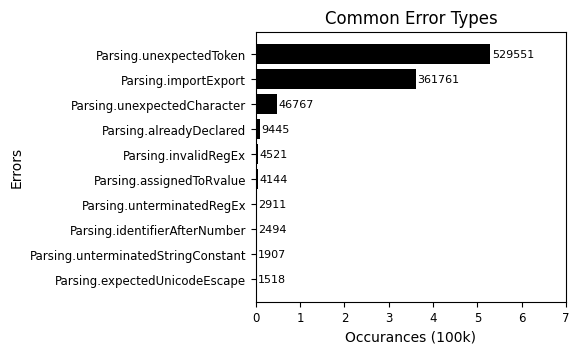 Common Error Types
Errors
Parsing.unexpectedToken 529551
Parsing.importExport 361761
Parsing.unexpectedCharacter 46767
Parsing.alreadyDeclared 9445
Parsing.invalidRegEx 4521
Parsing.assignedToRvalue 4144
Parsing.unterminatedRegEx 2911
Parsing.identifierAfterNumber 2494
Parsing.unterminatedStringConstant 1907
Parsing.expectedUnicodeEscape 1518
0 1 2 3 4 5 6 7
Occurances (100k)